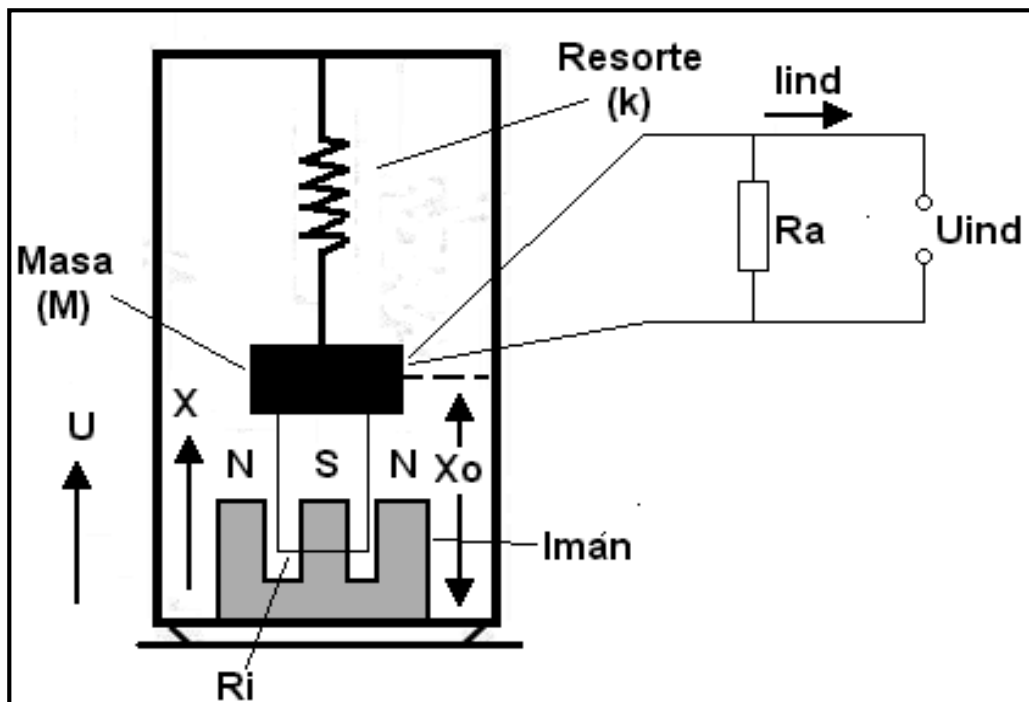 Resorte
(k)
Iind
Ra
Uind
Masa
(M)
X
U
N S N
Xo
Imán
Ri